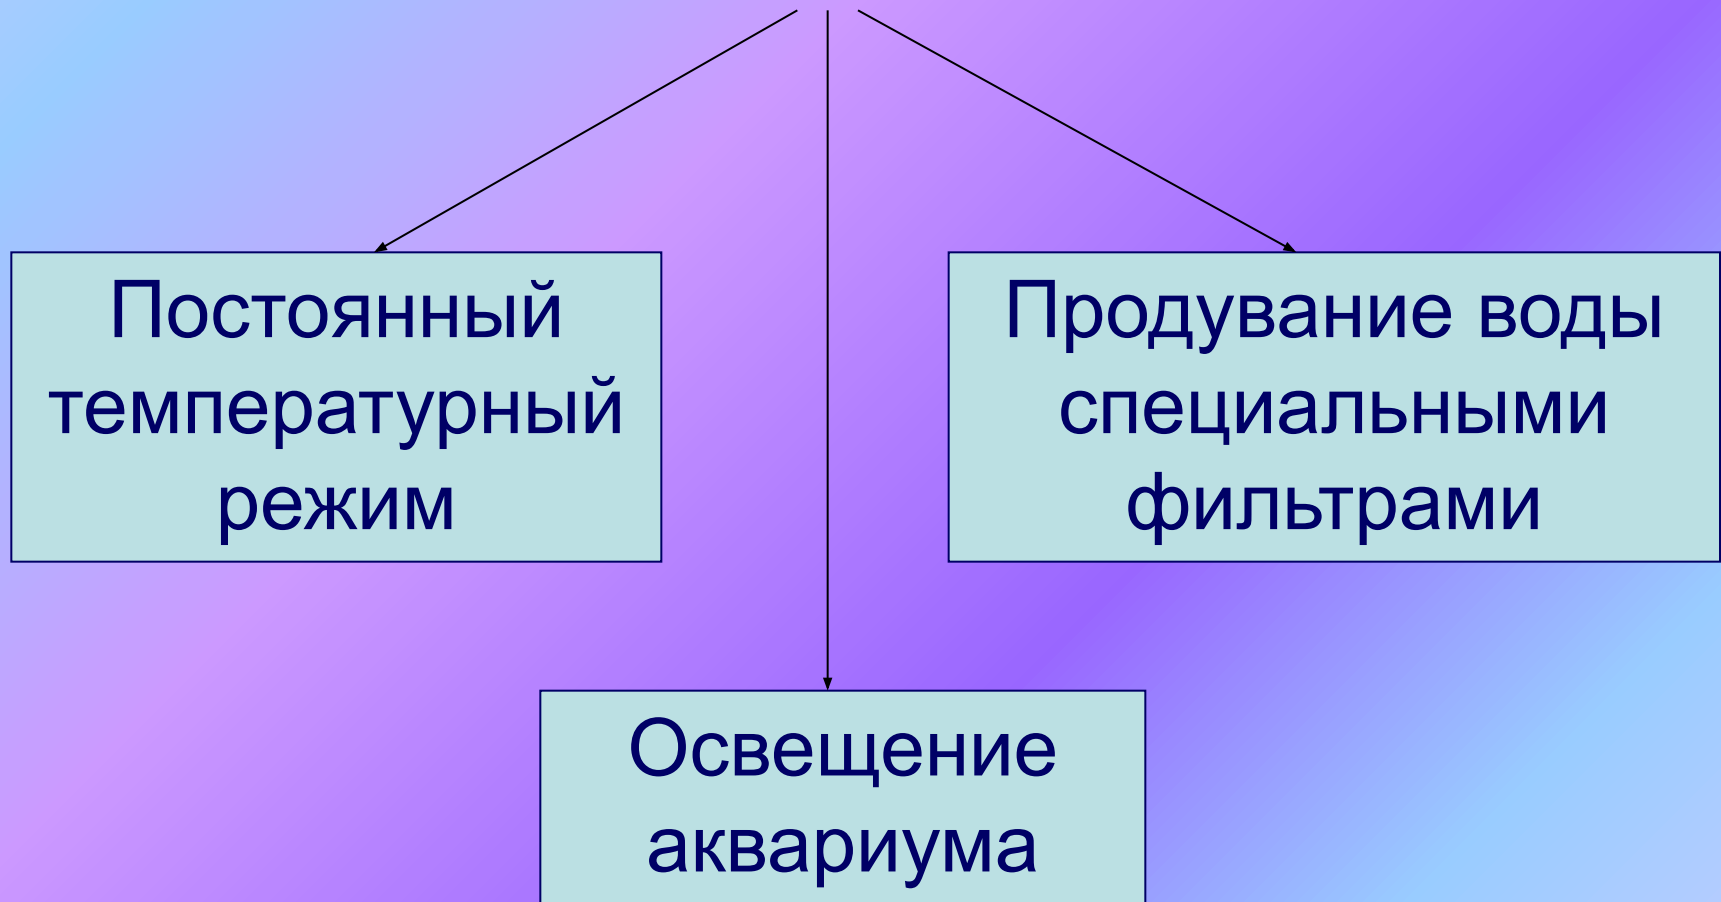 Постоянный
температурный
режим
Продувание воды
специальными
фильтрами
Освещение
аквариума